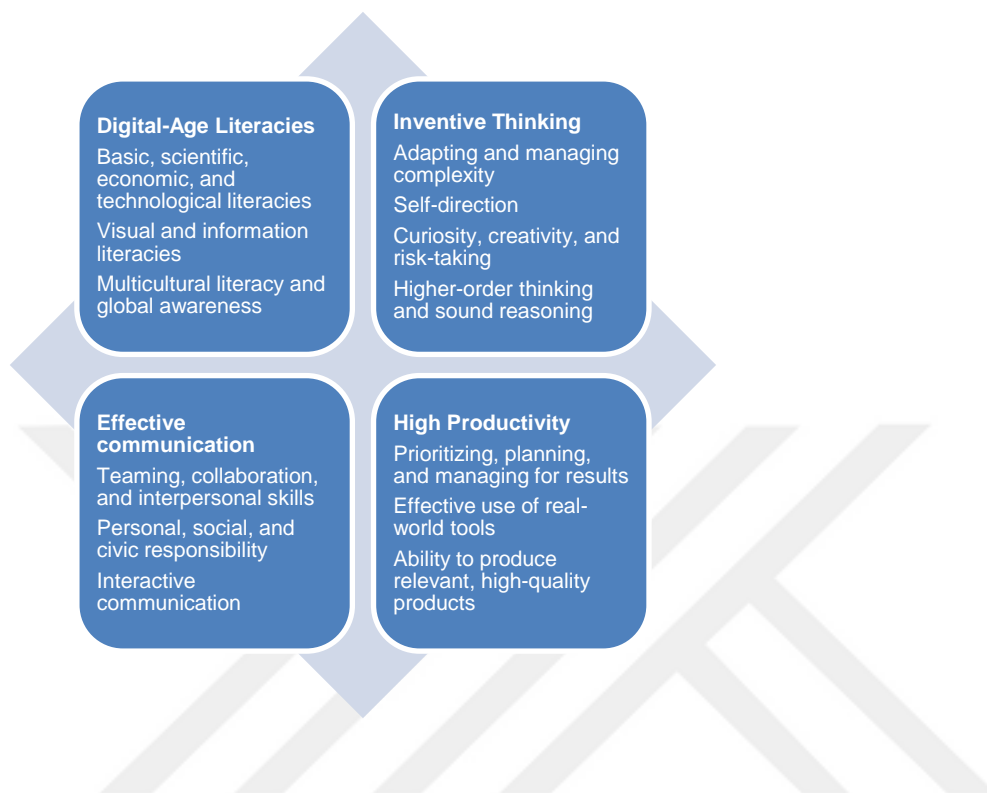 Digital-Age Literacies
Basic, scientific,
economic, and
technological literacies
Visual and information
literacies
Multicultural literacy and
global awareness
Inventive Thinking
Adapting and managing
complexity
Self-direction
Curiosity, creativity, and
risk-taking
Higher-order thinking
and sound reasoning
Effective
communication
Teaming, collaboration,
and interpersonal skills
Personal, social, and
civic responsibility
Interactive
communication
High Productivity
Prioritizing, planning,
and managing for results
Effective use of real-
world tools
Ability to produce
relevant, high-quality
products